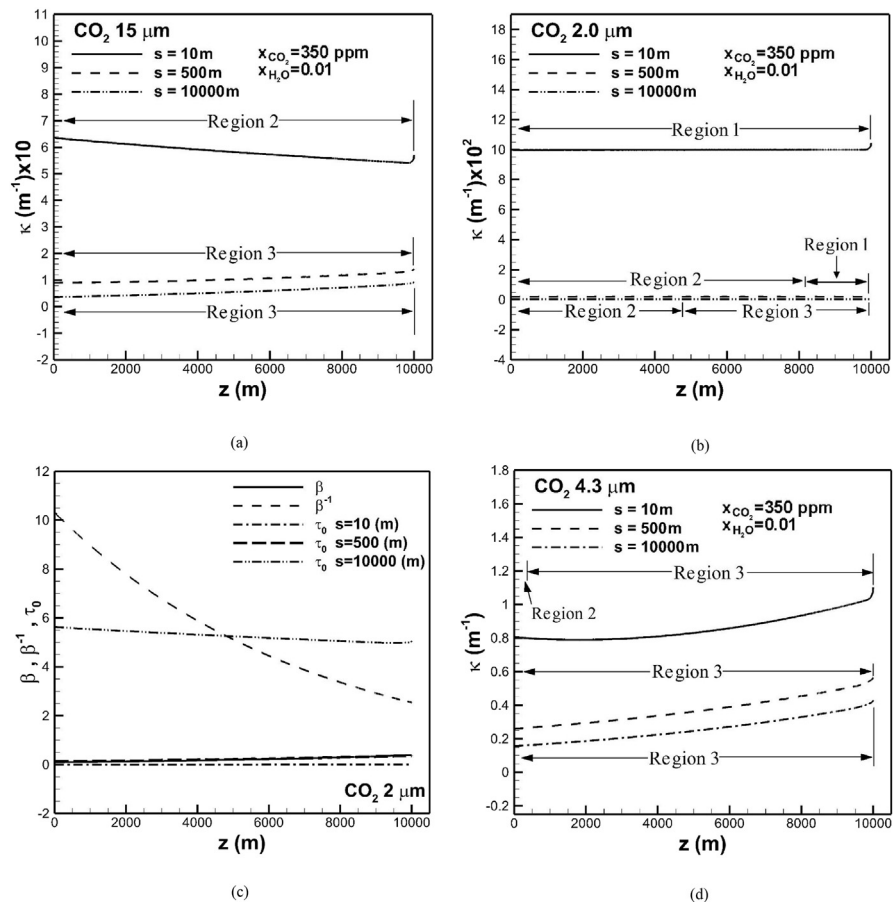 CO₂ 15 μm
s = 10m
s = 500m
s = 10000m
x_CO₂=350 ppm
x_H₂O=0.01
Region 2
Region 3
Region 3
κ (m⁻¹)x10
11
10
9
8
7
6
5
4
3
2
1
0
-1
-2
0 2000 4000 6000 8000 10000
z (m)
(a)
CO₂ 2.0 μm
s = 10m
s = 500m
s = 10000m
x_CO₂=350 ppm
x_H₂O=0.01
Region 1
Region 1
Region 2
Region 2
Region 3
κ (m⁻¹)x10²
18
16
14
12
10
8
6
4
2
0
-2
-4
0 2000 4000 6000 8000 10000
z (m)
(b)
β
β⁻¹
τ₀ s=10 (m)
τ₀ s=500 (m)
τ₀ s=10000 (m)
β , β⁻¹ , τ₀
12
10
8
6
4
2
0
-2
CO₂ 2 μm
0 2000 4000 6000 8000 10000
z (m)
(c)
CO₂ 4.3 μm
s = 10m
s = 500m
s = 10000m
x_CO₂=350 ppm
x_H₂O=0.01
Region 3
Region 2
Region 3
Region 3
κ (m⁻¹)
1.8
1.6
1.4
1.2
1
0.8
0.6
0.4
0.2
0
-0.2
0 2000 4000 6000 8000 10000
z (m)
(d)